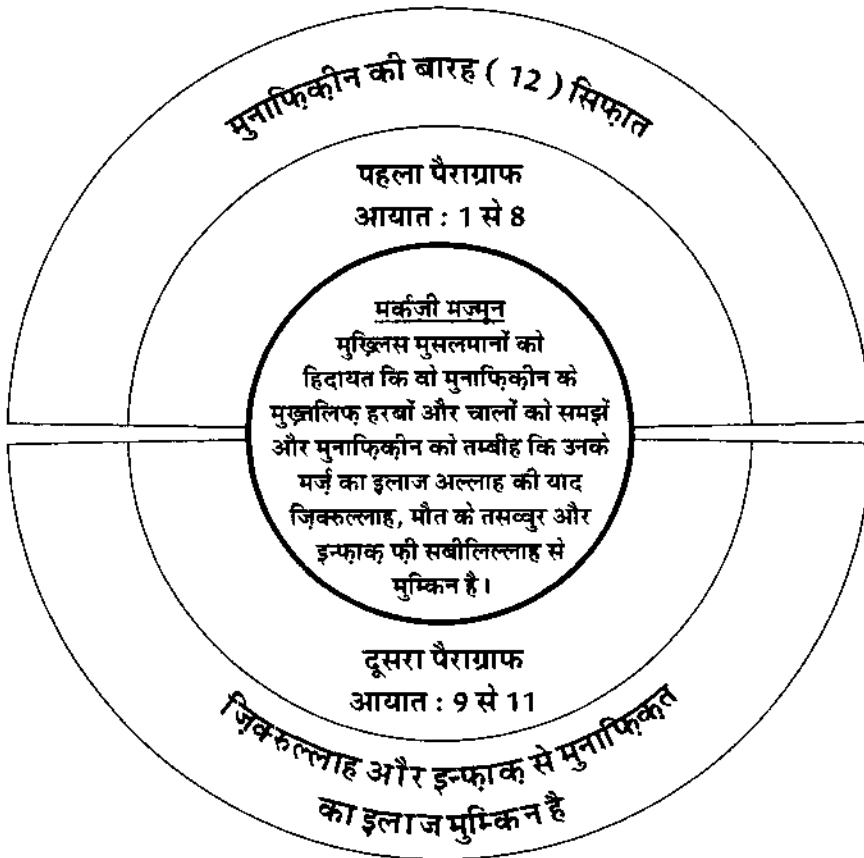 मुनाफ़िक़ीन की बारह ( 12 ) सिफ़ात
पहला पैराग्राफ
आयात : 1 से 8
मर्कज़ी मज़्मून
मुख़्लिस मुसलमानों को
हिदायत कि वो मुनाफ़िक़ीन के
मुख़्तलिफ़ हरबों और चालों को समझें
और मुनाफ़िक़ीन को तम्बीह कि उनके
मर्ज़ का इलाज अल्लाह की याद
ज़िक्रुल्लाह, मौत के तसव्वुर और
इन्फ़ाक़ फ़ी सबीलिल्लाह से
मुम्किन है।
दूसरा पैराग्राफ
आयात : 9 से 11
ज़िक्रुल्लाह और इन्फ़ाक़ से मुनाफ़िक़त
का इलाज मुम्किन है